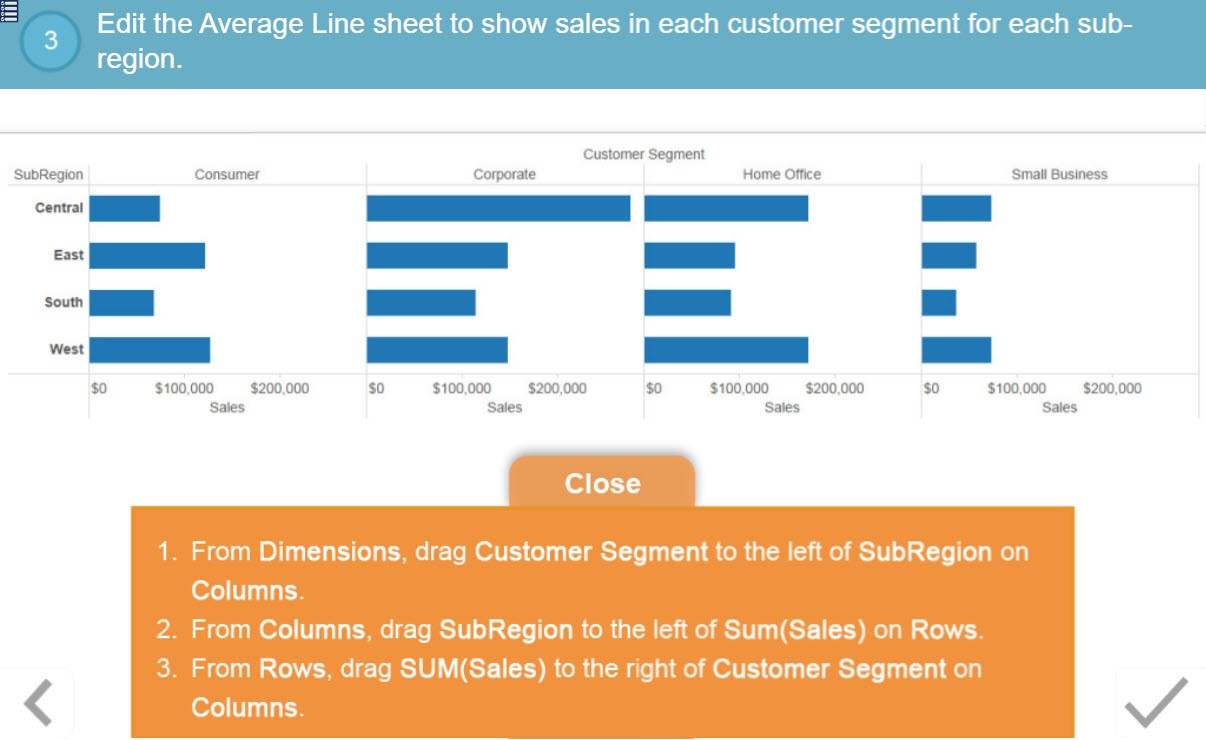 3
Edit the Average Line sheet to show sales in each customer segment for each sub-
region.
Customer Segment
SubRegion Consumer Corporate Home Office Small Business
Central
East
South
West
$0 $100,000 $200,000 $0 $100,000 $200,000 $0 $100,000 $200,000 $0 $100,000 $200,000
Sales Sales Sales Sales
Close
1. From Dimensions, drag Customer Segment to the left of SubRegion on
Columns.
2. From Columns, drag SubRegion to the left of Sum(Sales) on Rows.
3. From Rows, drag SUM(Sales) to the right of Customer Segment on
Columns.